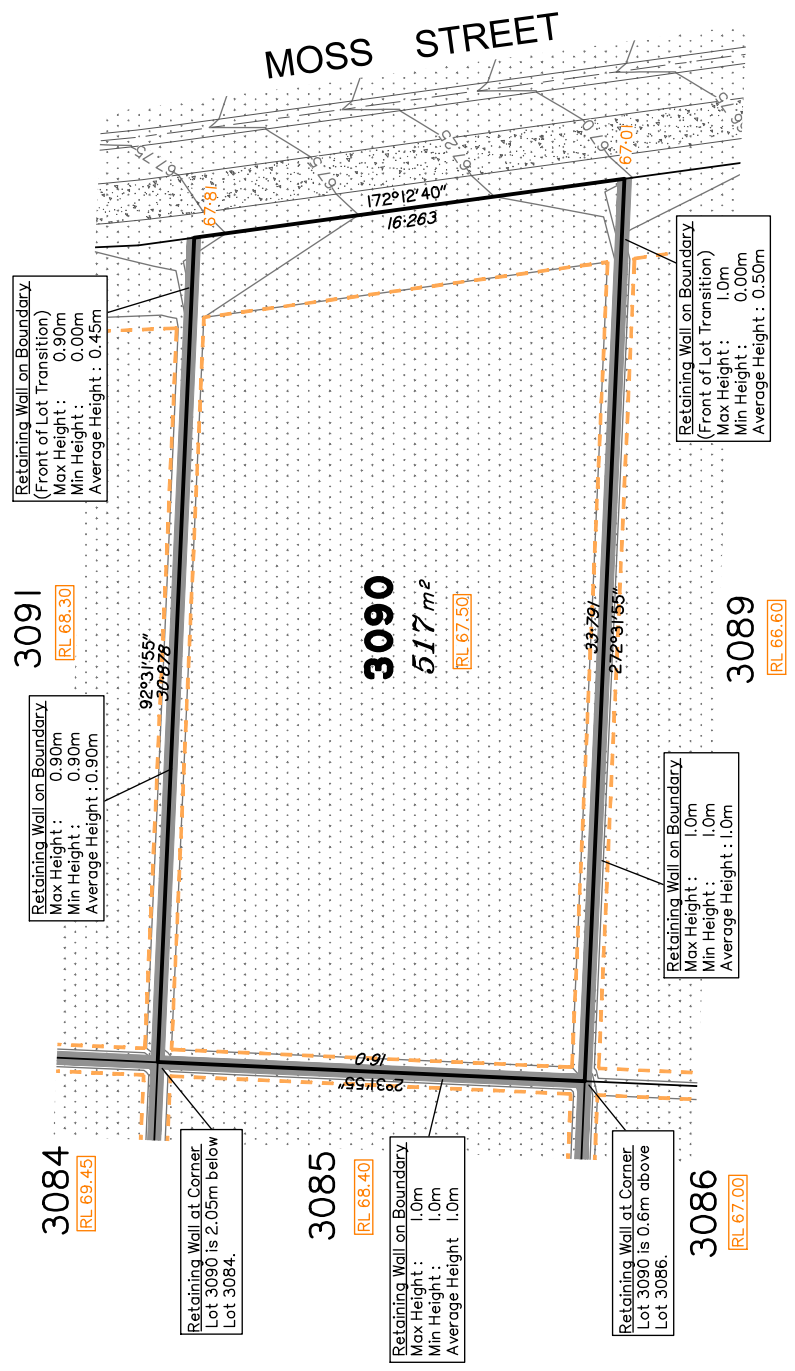 MOSS STREET
67.75
67.5
67.25
67.0
67.81
67.01
172°12'40"
16.263
Retaining Wall on Boundary
(Front of Lot Transition)
Max Height : 0.90m
Min Height : 0.00m
Average Height : 0.45m
Retaining Wall on Boundary
(Front of Lot Transition)
Max Height : 1.0m
Min Height : 0.00m
Average Height : 0.50m
3091
RL 68.30
92°31'55"
30.878
3090
517 m²
RL 67.50
33.791
272°31'55"
3089
RL 66.60
Retaining Wall on Boundary
Max Height : 0.90m
Min Height : 0.90m
Average Height : 0.90m
Retaining Wall on Boundary
Max Height : 1.0m
Min Height : 1.0m
Average Height : 1.0m
16.0
2°31'55"
3084
RL 69.45
Retaining Wall at Corner
Lot 3090 is 2.05m below
Lot 3084.
3085
RL 68.40
Retaining Wall on Boundary
Max Height : 1.0m
Min Height : 1.0m
Average Height 1.0m
Retaining Wall at Corner
Lot 3090 is 0.6m above
Lot 3086.
3086
RL 67.00